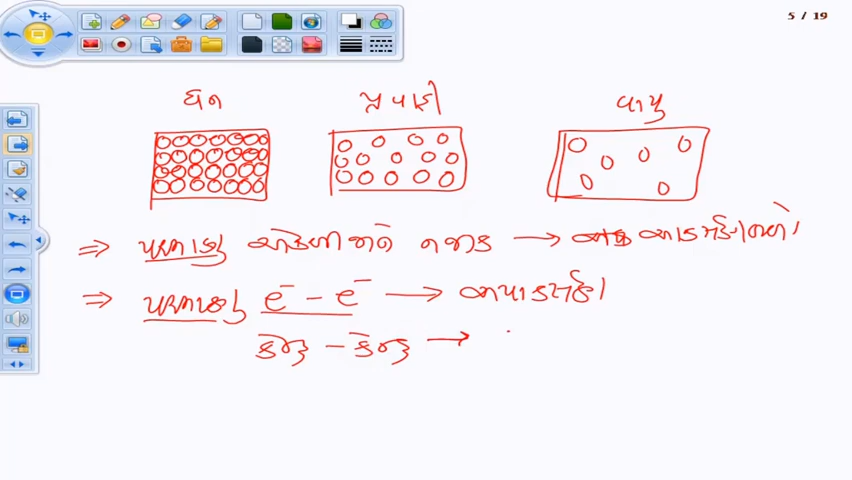 5 / 19
ઘન પ્રવાહી વાયુ
⇒ પરમાણુ એકબીજાને નજીક → આકર્ષણબળો
⇒ પરમાણુ e⁻ – e⁻ → અપાકર્ષણ
કેન્દ્ર – કેન્દ્ર →